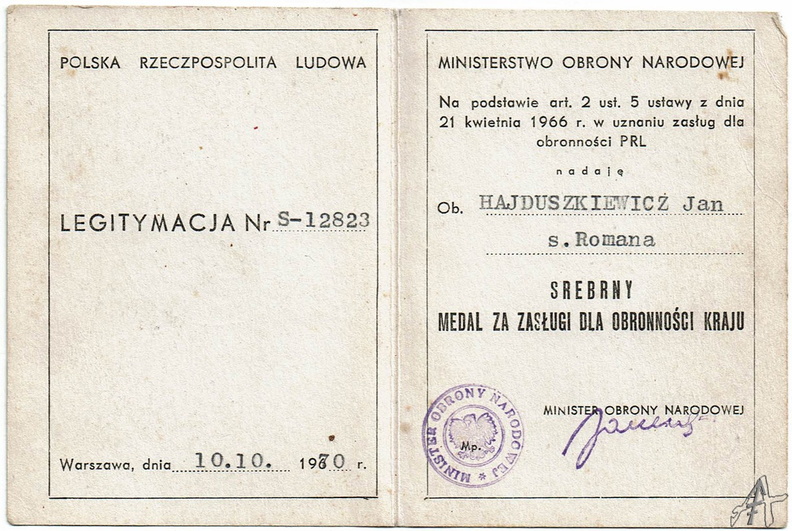 POLSKA RZECZPOSPOLITA LUDOWA
LEGITYMACJA Nr S-12823
Warszawa, dnia 10.10. 1970 r.
MINISTERSTWO OBRONY NARODOWEJ
Na podstawie art. 2 ust. 5 ustawy z dnia
21 kwietnia 1966 r. w uznaniu zasług dla
obronności PRL
nadaję
Ob. HAJDUSZKIEWICZ Jan
s.Romana
SREBRNY
MEDAL ZA ZASŁUGI DLA OBRONNOŚCI KRAJU
MINISTER OBRONY NARODOWEJ
Mp.
MINISTER OBRONY NARODOWEJ